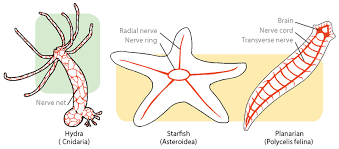 Nerve net
Hydra
( Cnidaria)
Radial nerve
Nerve ring
Starfish
(Asteroidea)
Brain
Nerve cord
Transverse nerve
Planarian
(Polycelis felina)